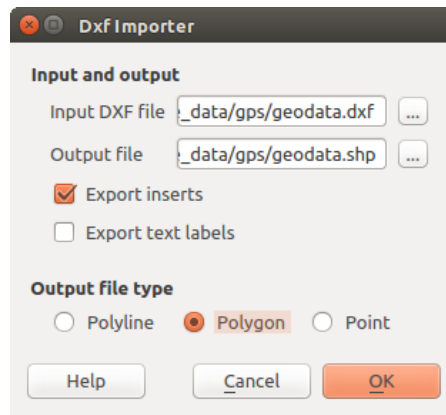 Dxf Importer
Input and output
Input DXF file _data/gps/geodata.dxf ...
Output file _data/gps/geodata.shp ...
Export inserts
Export text labels
Output file type
Polyline Polygon Point
Help Cancel OK